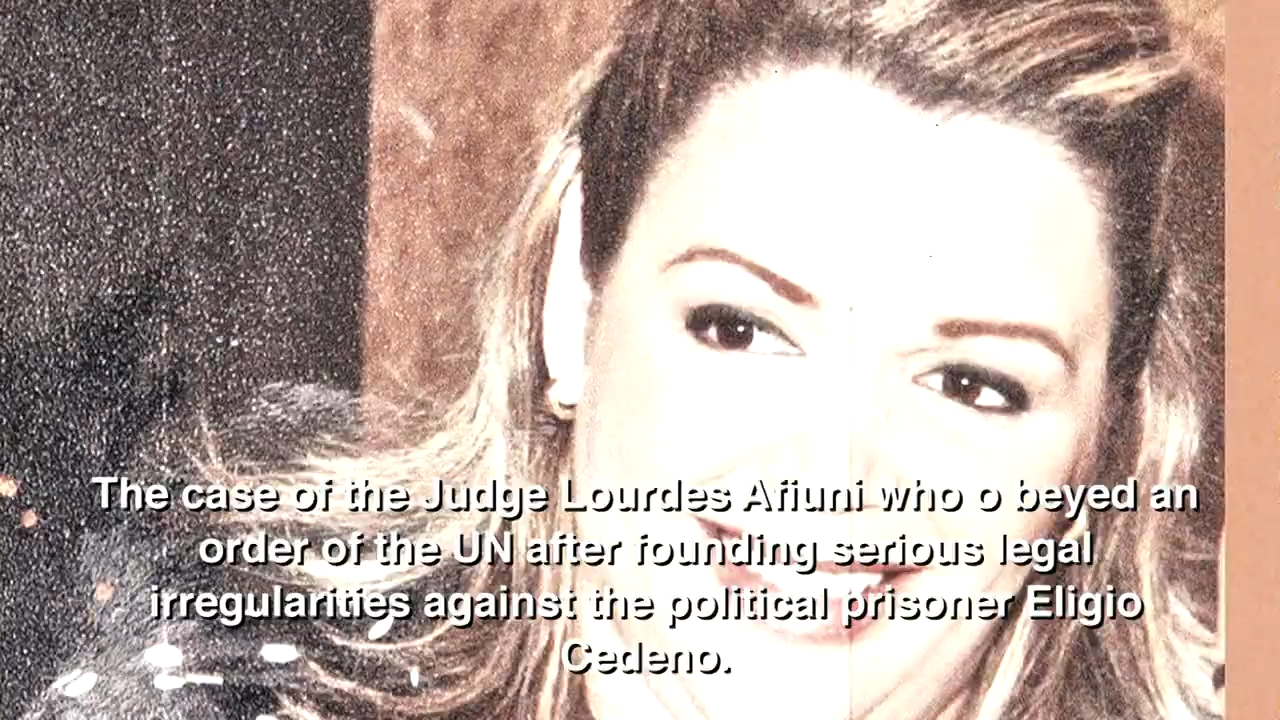 The case of the Judge Lourdes Afiuni who o beyed an
order of the UN after founding serious legal
irregularities against the political prisoner Eligio
Cedeno.